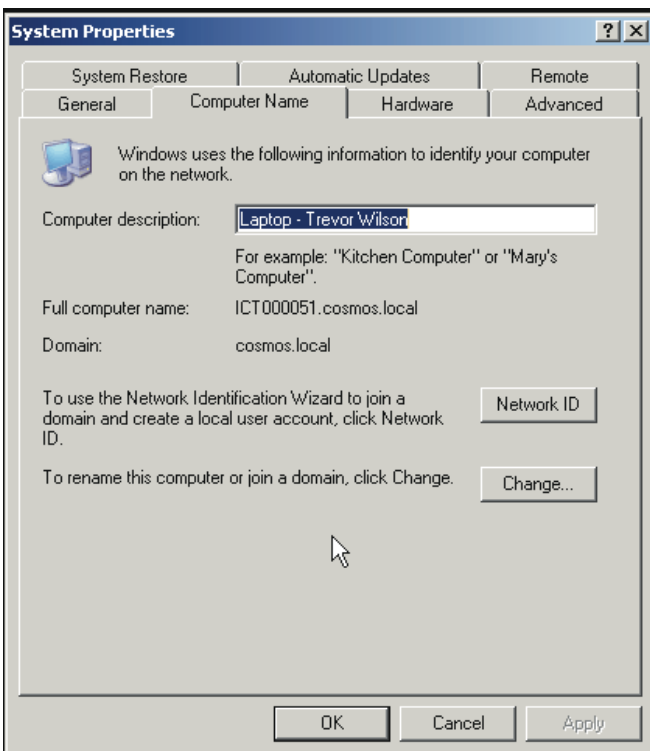 System Properties
System Restore
Automatic Updates
Remote
General
Computer Name
Hardware
Advanced
Windows uses the following information to identify your computer
on the network.
Computer description:
Laptop - Trevor Wilson
For example: "Kitchen Computer" or "Mary's
Computer".
Full computer name:
ICT000051.cosmos.local
Domain:
cosmos.local
To use the Network Identification Wizard to join a
domain and create a local user account, click Network
ID.
Network ID
To rename this computer or join a domain, click Change.
Change...
OK
Cancel
Apply